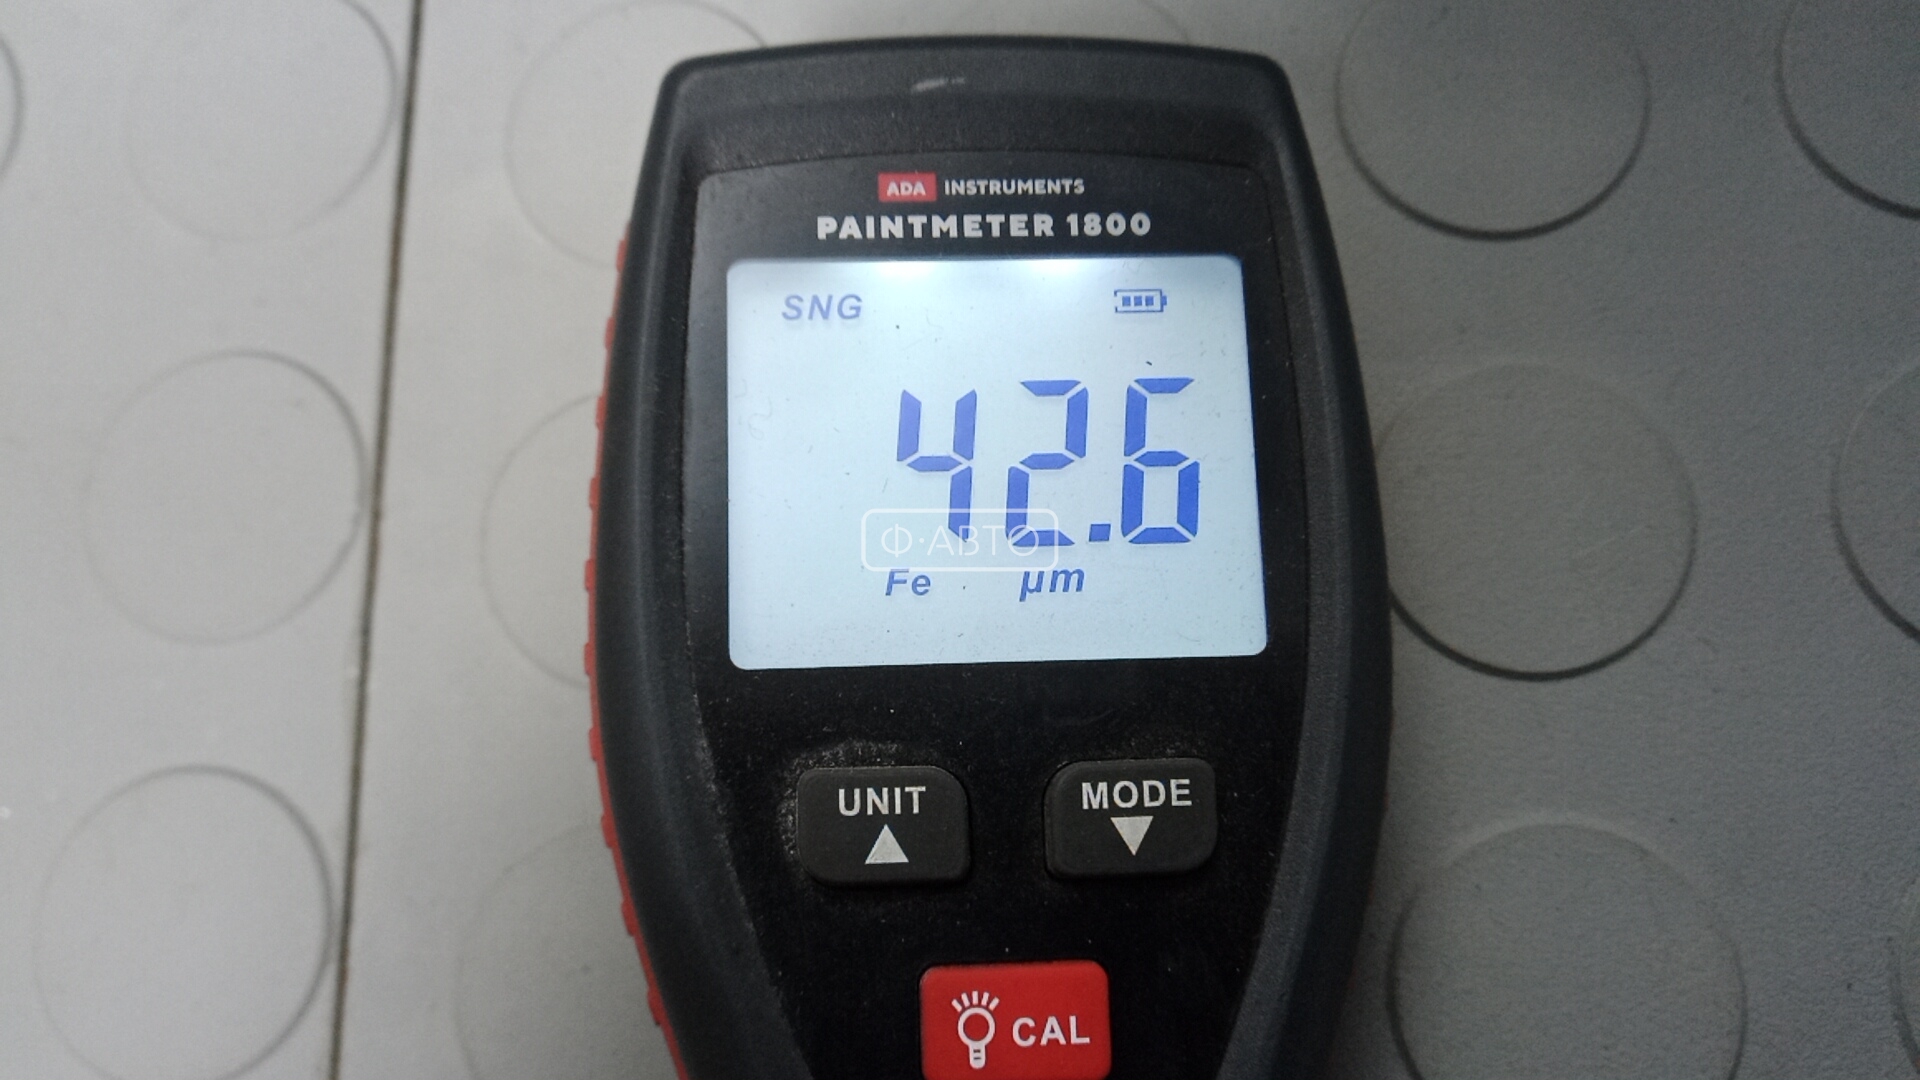 ADA INSTRUMENTS
PAINTMETER 1800
SNG
42.6
Ф·АВТО
Fe µm
UNIT MODE
CAL